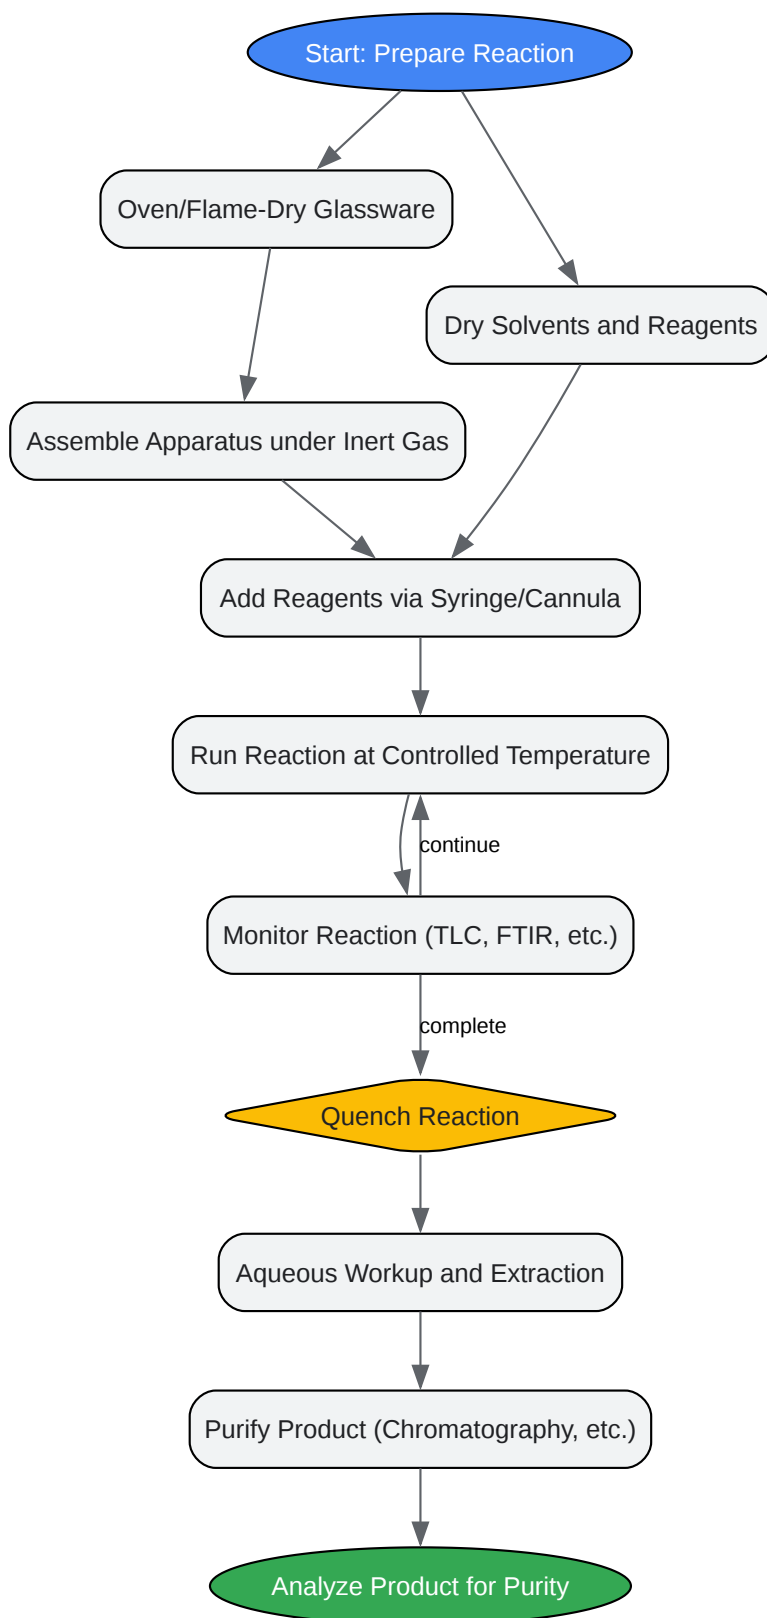 Start: Prepare Reaction
Oven/Flame-Dry Glassware
Dry Solvents and Reagents
Assemble Apparatus under Inert Gas
Add Reagents via Syringe/Cannula
Run Reaction at Controlled Temperature
continue
Monitor Reaction (TLC, FTIR, etc.)
complete
Quench Reaction
Aqueous Workup and Extraction
Purify Product (Chromatography, etc.)
Analyze Product for Purity